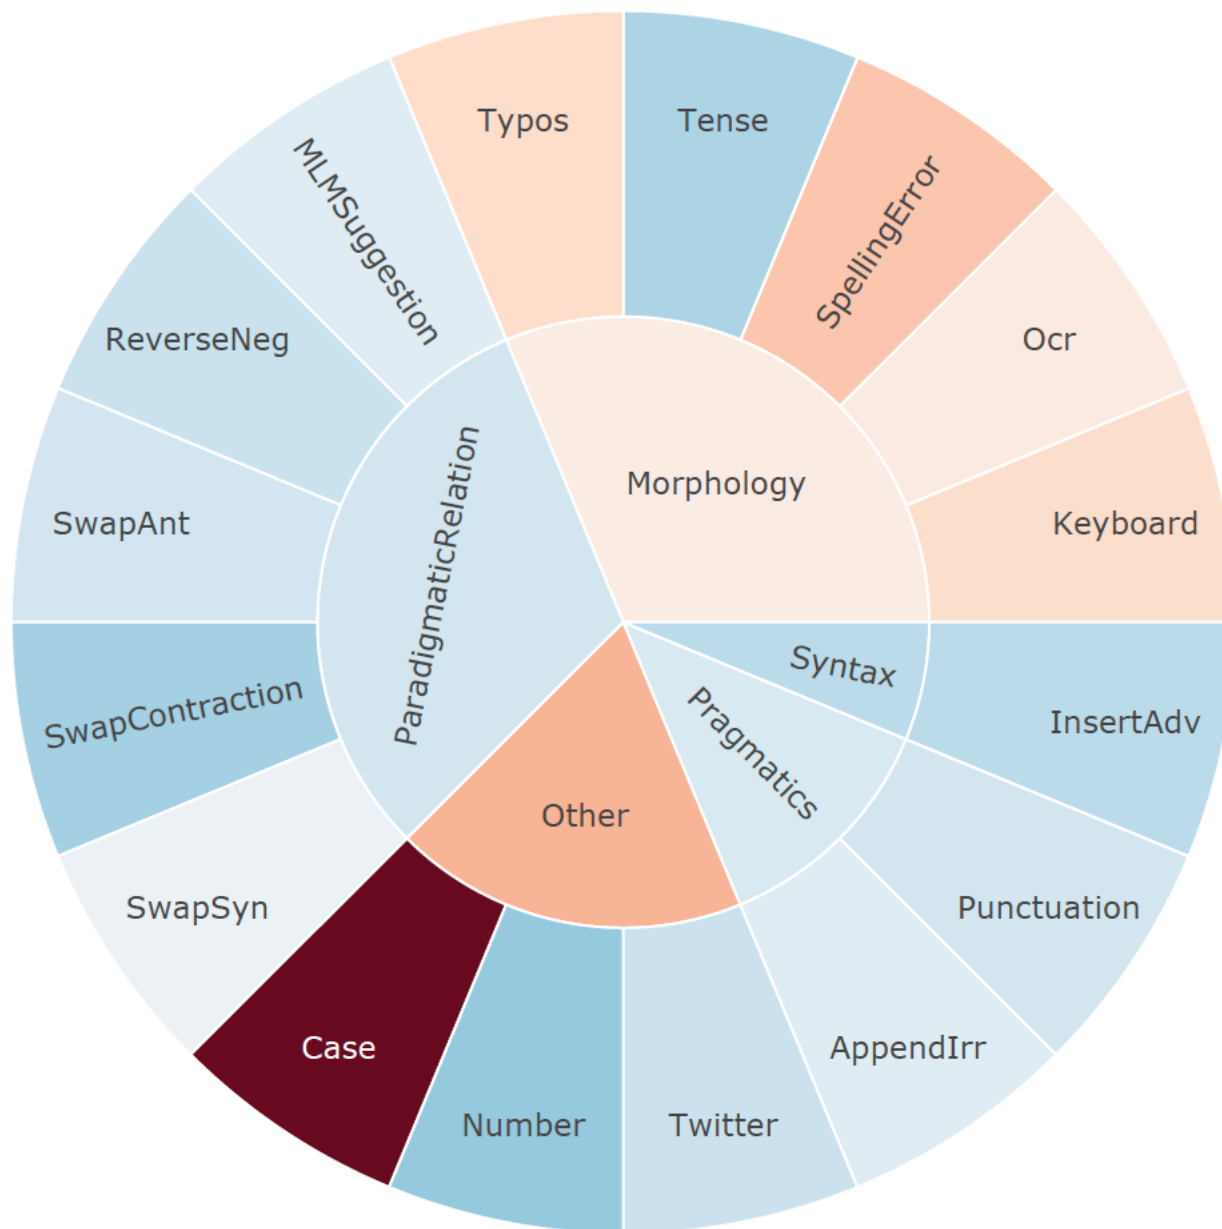 Typos
Tense
MLMSuggestion
SpellingError
ReverseNeg
Ocr
SwapAnt
Keyboard
ParadigmaticRelation
Morphology
Syntax
Pragmatics
Other
SwapContraction
InsertAdv
SwapSyn
Punctuation
Case
AppendIrr
Number
Twitter